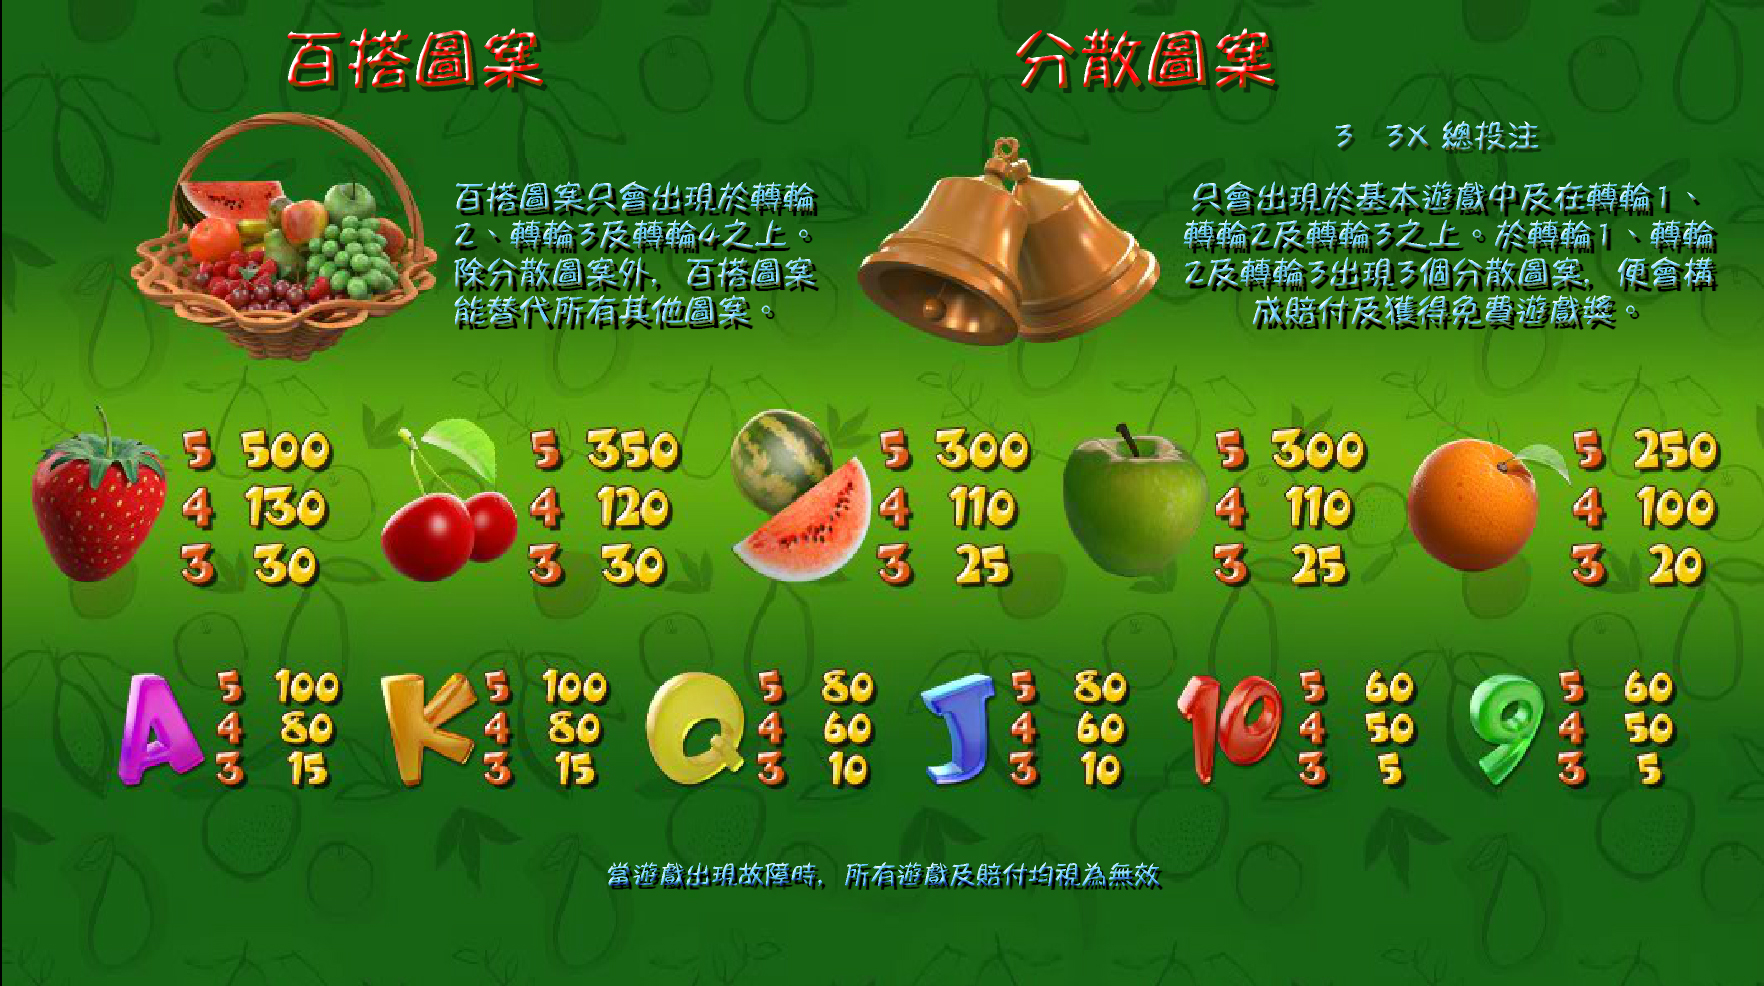 百搭圖案
分散圖案
3 3X 總投注
百搭圖案只會出現於轉輪
2、轉輪3及轉輪4之上。
除分散圖案外，百搭圖案
能替代所有其他圖案。
只會出現於基本遊戲中及在轉輪1、
轉輪2及轉輪3之上。於轉輪1、轉輪
2及轉輪3出現3個分散圖案，便會構
成賠付及獲得免費遊戲獎。
5 500
4 130
3 30
5 350
4 120
3 30
5 300
4 110
3 25
5 300
4 110
3 25
5 250
4 100
3 20
A
5 100
4 80
3 15
K
5 100
4 80
3 15
Q
5 80
4 60
3 10
J
5 80
4 60
3 10
10
5 60
4 50
3 5
9
5 60
4 50
3 5
當遊戲出現故障時，所有遊戲及賠付均視為無效